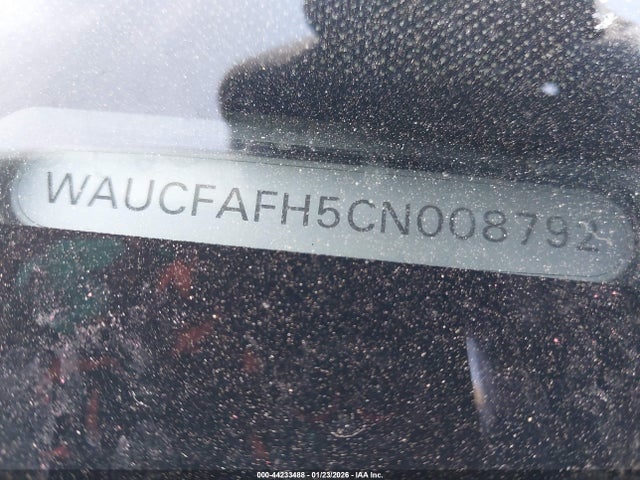 WAUCFAFH5CN008792
000-44233488 - 01/23/2026 - IAA Inc.